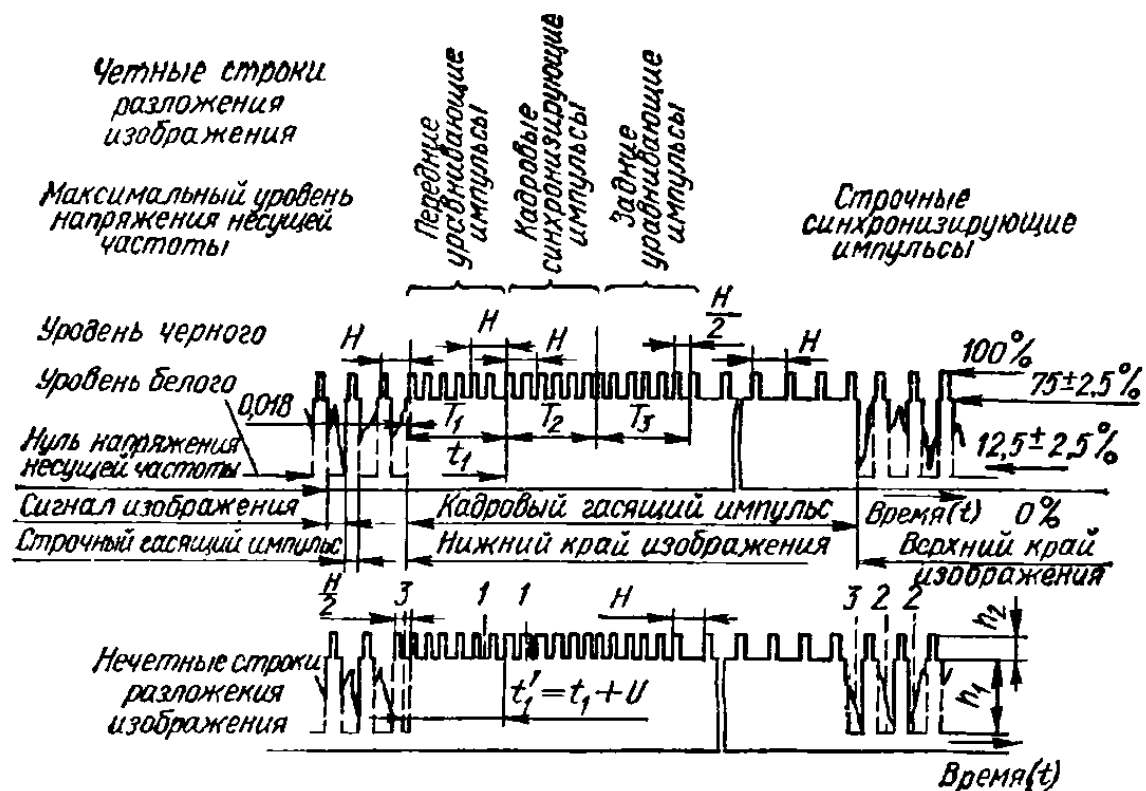 Четные строки
разложения
изображения
Максимальный уровень
напряжения несущей
частоты
Передние
уравнивающие
импульсы
Кадровые
синхронизирующие
импульсы
Задние
уравнивающие
импульсы
Строчные
синхронизирующие
импульсы
Уровень черного
H
H
H
H/2
H
100%
Уровень белого
75±2,5%
0,018
T₁
T₂
T₃
Нуль напряжения
несущей частоты
t₁
12,5±2,5%
Сигнал изображения
Кадровый гасящий импульс
Время(t)
0%
Строчный гасящий импульс
Нижний край изображения
Верхний край
изображения
H/2
3
1
1
H
3
2
2
h₂
Нечетные строки
разложения
изображения
t₁′=t₁+U
h₁
Время(t)